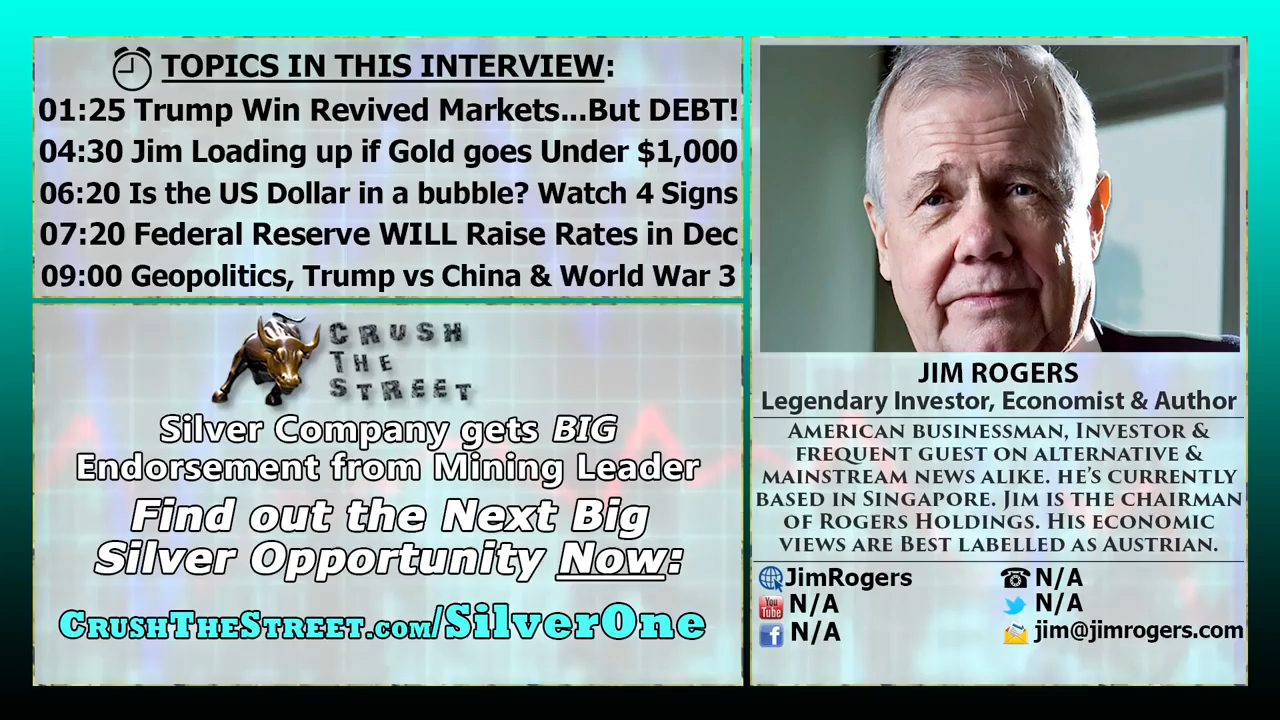 TOPICS IN THIS INTERVIEW:
01:25 Trump Win Revived Markets...But DEBT!
04:30 Jim Loading up if Gold goes Under $1,000
06:20 Is the US Dollar in a bubble? Watch 4 Signs
07:20 Federal Reserve WILL Raise Rates in Dec
09:00 Geopolitics, Trump vs China & World War 3
CRUSH
THE
STREET
Silver Company gets BIG
Endorsement from Mining Leader
Find out the Next Big
Silver Opportunity Now:
CRUSHTHESTREET.COM/SilverOne
JIM ROGERS
Legendary Investor, Economist & Author
AMERICAN BUSINESSMAN, INVESTOR &
FREQUENT GUEST ON ALTERNATIVE &
MAINSTREAM NEWS ALIKE. HE'S CURRENTLY
BASED IN SINGAPORE. JIM IS THE CHAIRMAN
OF ROGERS HOLDINGS. HIS ECONOMIC
VIEWS ARE BEST LABELLED AS AUSTRIAN.
JimRogers
N/A
You Tube N/A
N/A
f N/A
jim@jimrogers.com